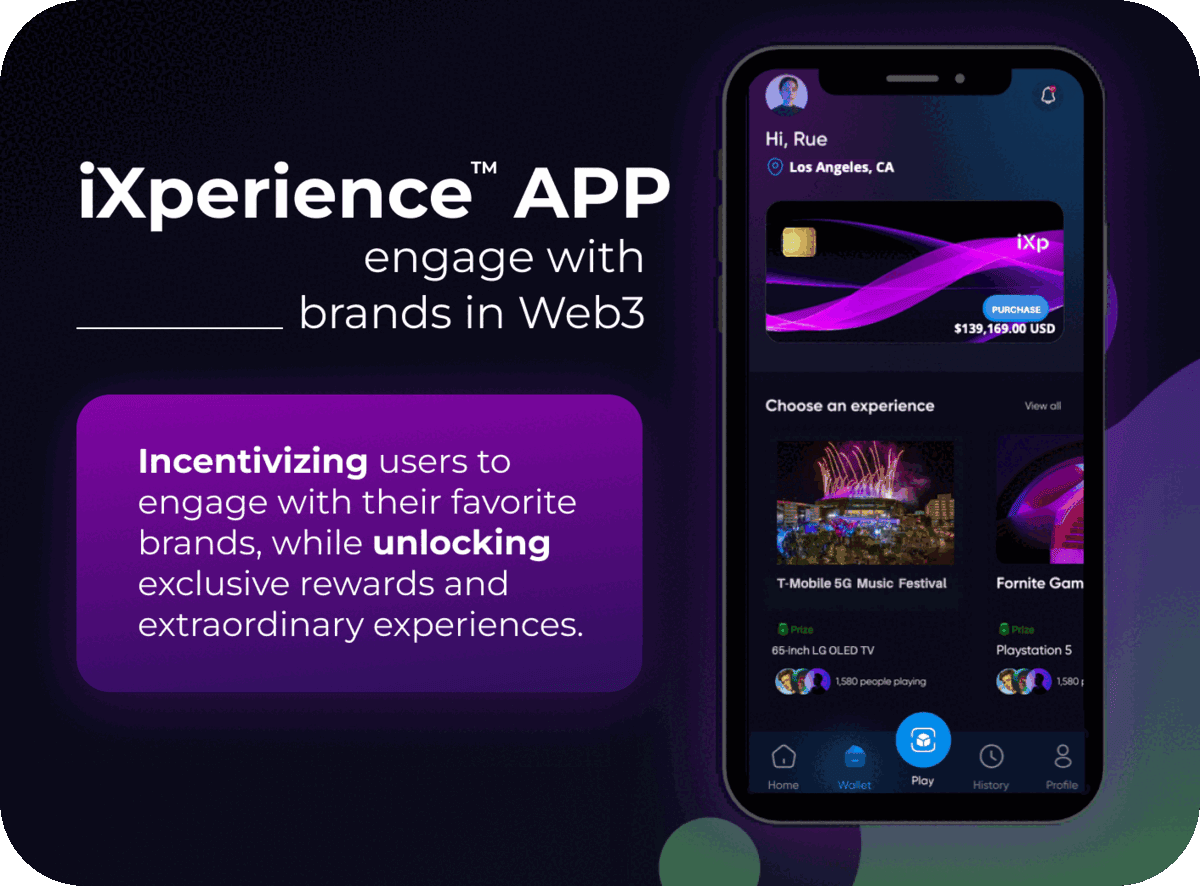 iXperience™ APP
engage with
brands in Web3
Incentivizing users to
engage with their favorite
brands, while unlocking
exclusive rewards and
extraordinary experiences.
Hi, Rue
Los Angeles, CA
iXp
PURCHASE
$139,169.00 USD
Choose an experience
View all
T-Mobile 5G Music Festival
Prize
65-inch LG OLED TV
1,580 people playing
Fornite Gam
Prize
Playstation 5
1,580 p
Home
Wallet
Play
History
Profile